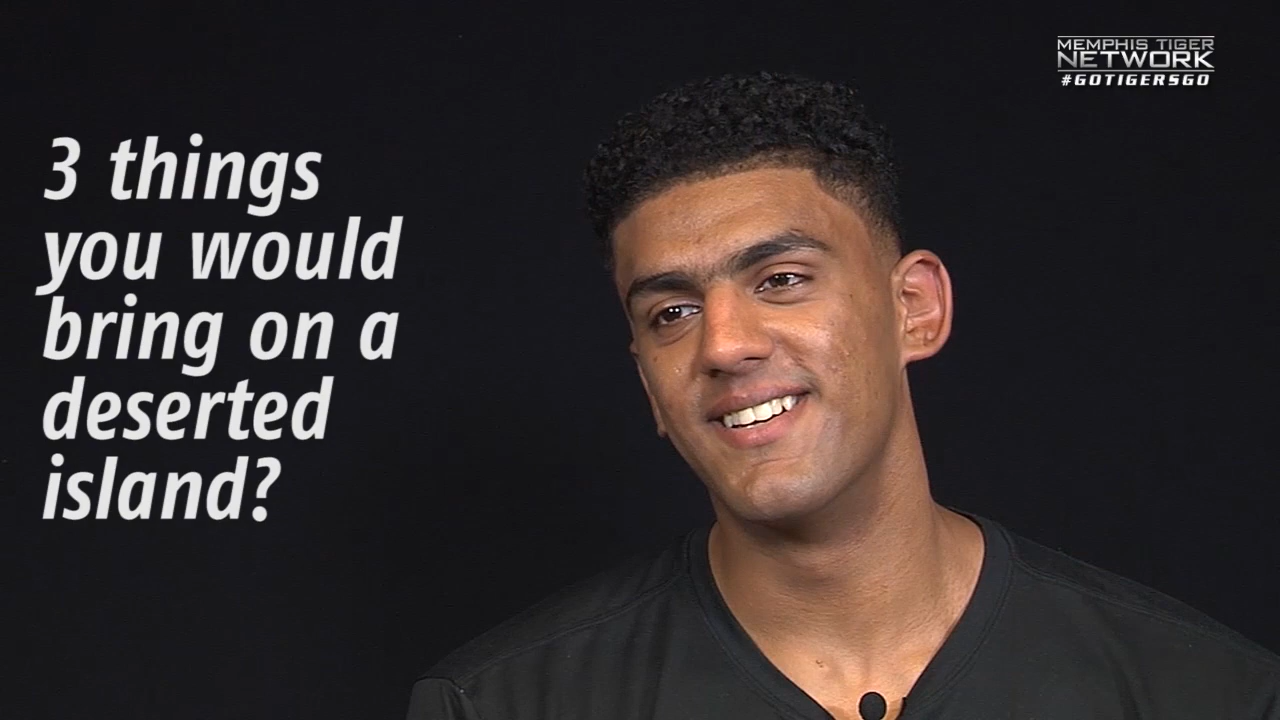 MEMPHIS TIGER
NETWORK
#GOTIGERSGO
3 things
you would
bring on a
deserted
island?